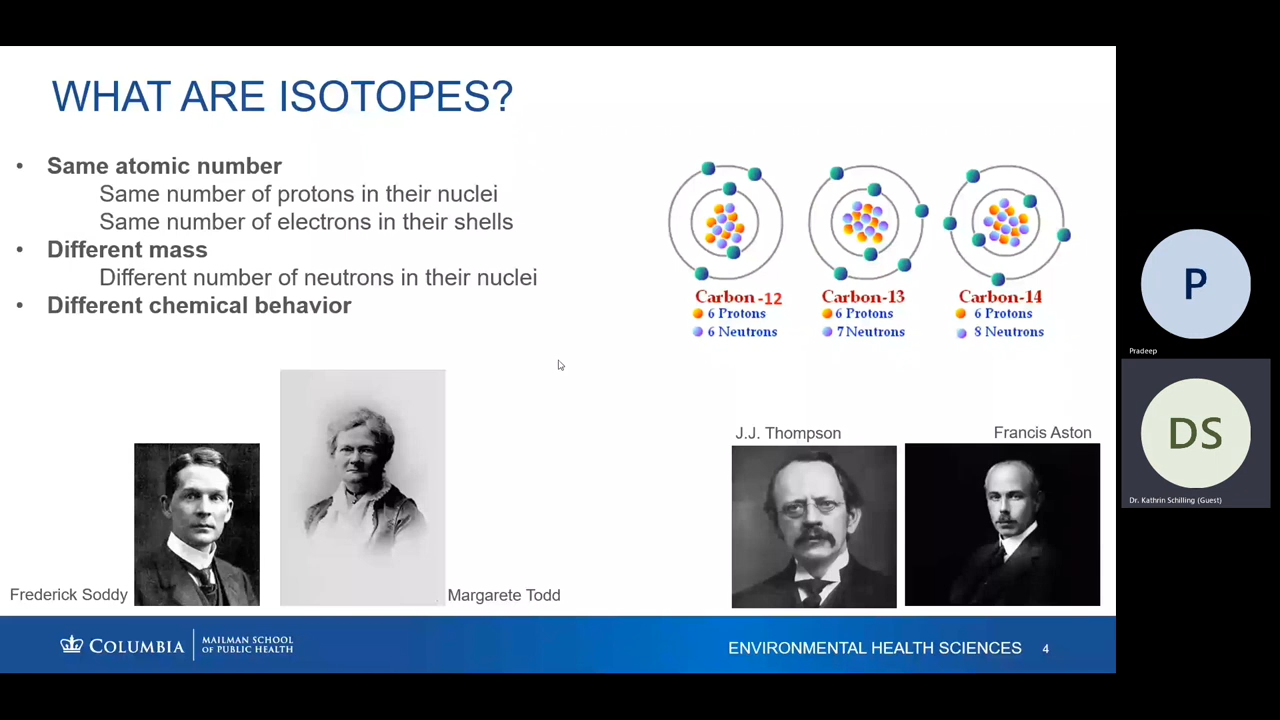 WHAT ARE ISOTOPES?
• Same atomic number
Same number of protons in their nuclei
Same number of electrons in their shells
• Different mass
Different number of neutrons in their nuclei
• Different chemical behavior
Carbon-12
6 Protons
6 Neutrons
Carbon-13
6 Protons
7 Neutrons
Carbon-14
6 Protons
8 Neutrons
Frederick Soddy
Margarete Todd
J.J. Thompson
Francis Aston
COLUMBIA
MAILMAN SCHOOL
OF PUBLIC HEALTH
ENVIRONMENTAL HEALTH SCIENCES 4
P
Pradeep
DS
Dr. Kathrin Schilling (Guest)